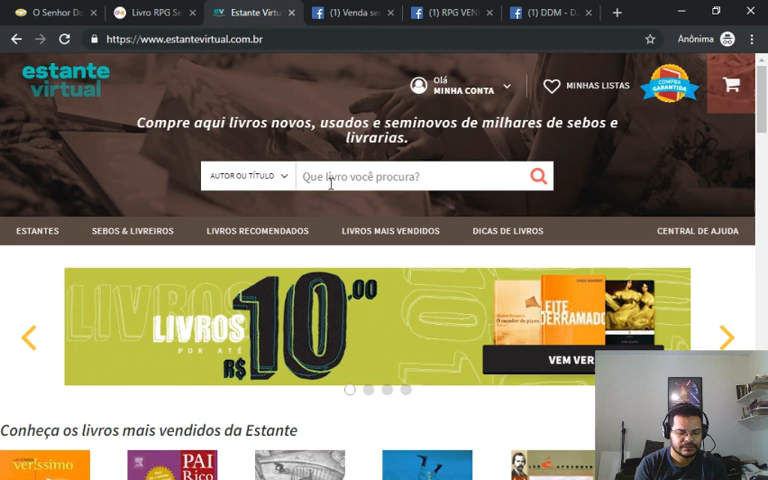 O Senhor De
Livro RPG Se
Estante Virtu
(1) Venda se
(1) RPG VEN
(1) DDM - D
https://www.estantevirtual.com.br
Anônima
estante
virtual
Olá
MINHA CONTA
MINHAS LISTAS
COMPRA
GARANTIDA
Compre aqui livros novos, usados e seminovos de milhares de sebos e
livrarias.
AUTOR OU TÍTULO
Que livro você procura?
ESTANTES
SEBOS & LIVREIROS
LIVROS RECOMENDADOS
LIVROS MAIS VENDIDOS
DICAS DE LIVROS
CENTRAL DE AJUDA
LIVROS
LIVROS
POR ATÉ
R$10,00
EITE
DERRAMADO
VEM VER
Conheça os livros mais vendidos da Estante
verissimo
PAI
Rico
APRENDER